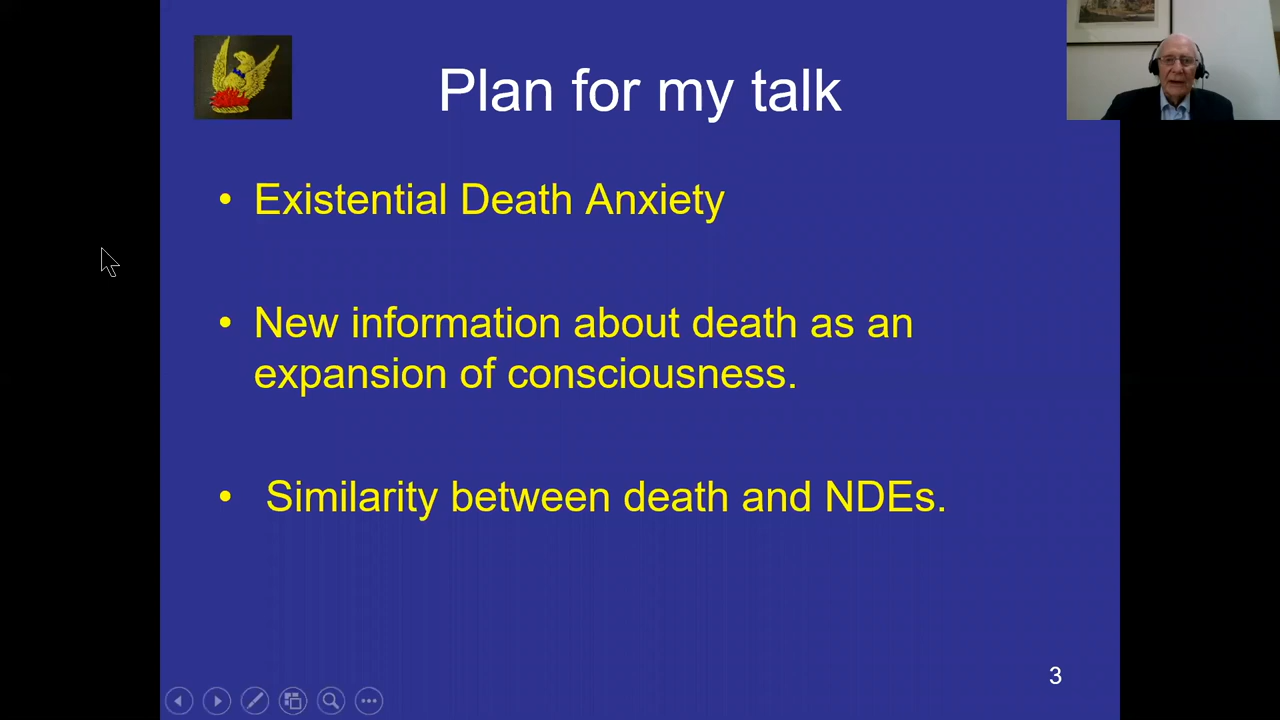 Plan for my talk
• Existential Death Anxiety
• New information about death as an
expansion of consciousness.
• Similarity between death and NDEs.
3